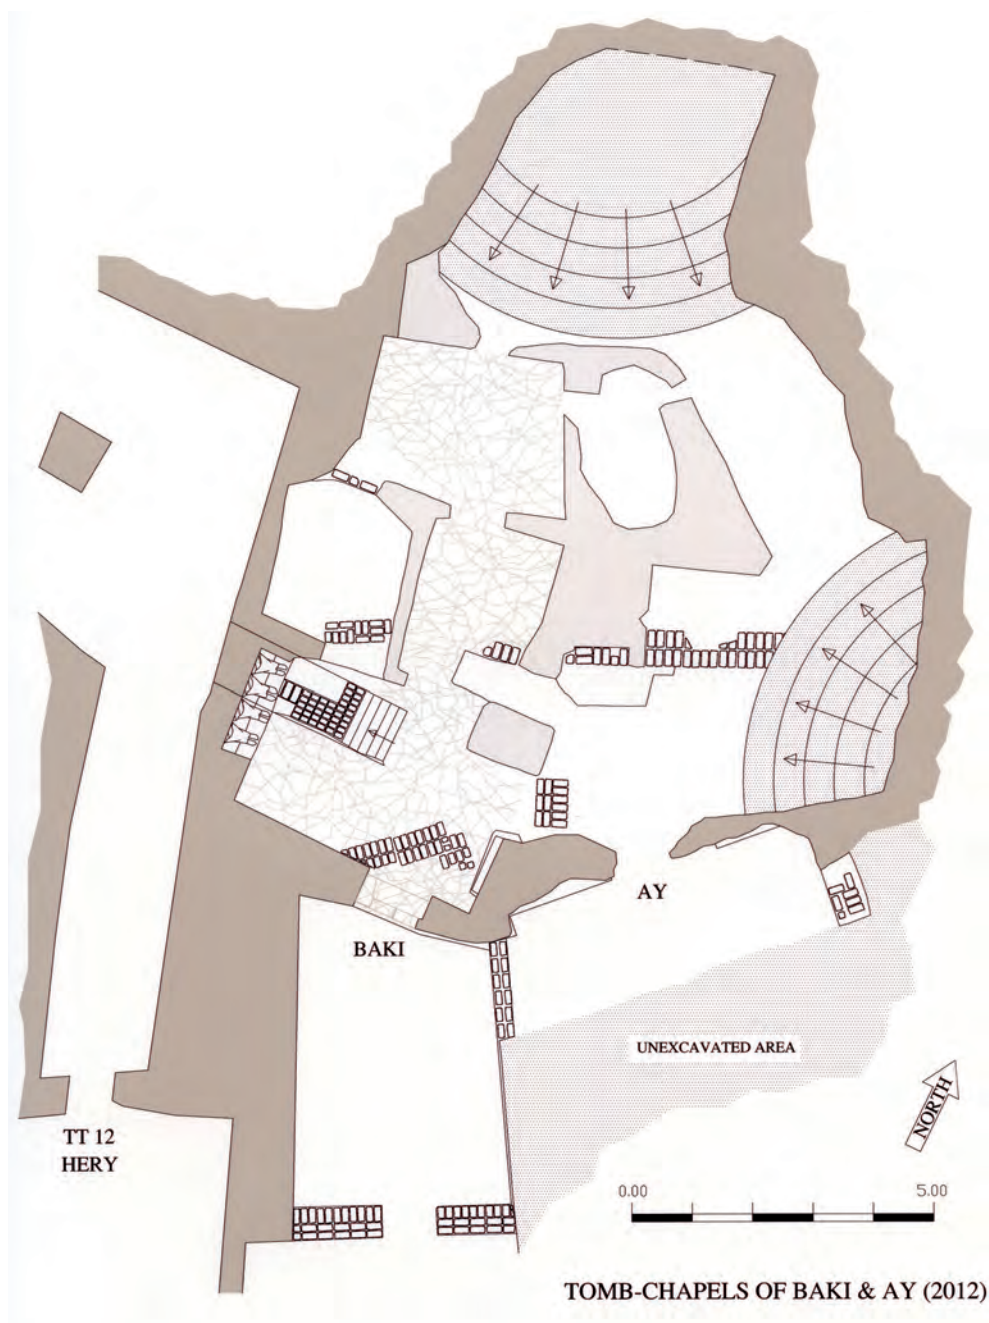 AY
BAKI
UNEXCAVATED AREA
NORTH
TT 12
HERY
0.00 5.00
TOMB-CHAPELS OF BAKI & AY (2012)